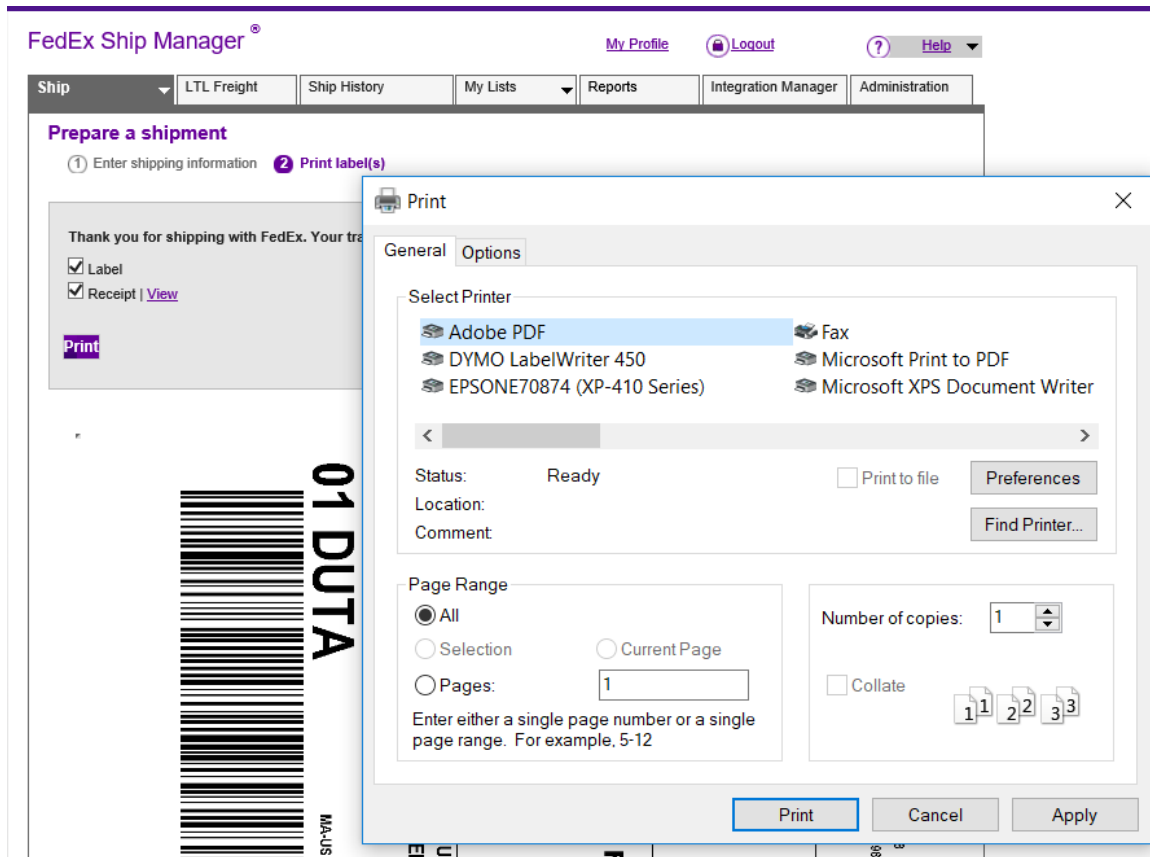 FedEx Ship Manager ®
My Profile
Logout
? Help
Ship
LTL Freight
Ship History
My Lists
Reports
Integration Manager
Administration
Prepare a shipment
1 Enter shipping information 2 Print label(s)
Thank you for shipping with FedEx. Your tra
Label
Receipt | View
Print
01 DUTA
MA-US
Print
General
Options
Select Printer
Adobe PDF
Fax
DYMO LabelWriter 450
Microsoft Print to PDF
EPSONE70874 (XP-410 Series)
Microsoft XPS Document Writer
Status: Ready
Print to file
Preferences
Location:
Find Printer...
Comment:
Page Range
All
Selection
Current Page
Pages: 1
Enter either a single page number or a single
page range. For example, 5-12
Number of copies: 1
Collate
1 1 2 2 3 3
Print
Cancel
Apply